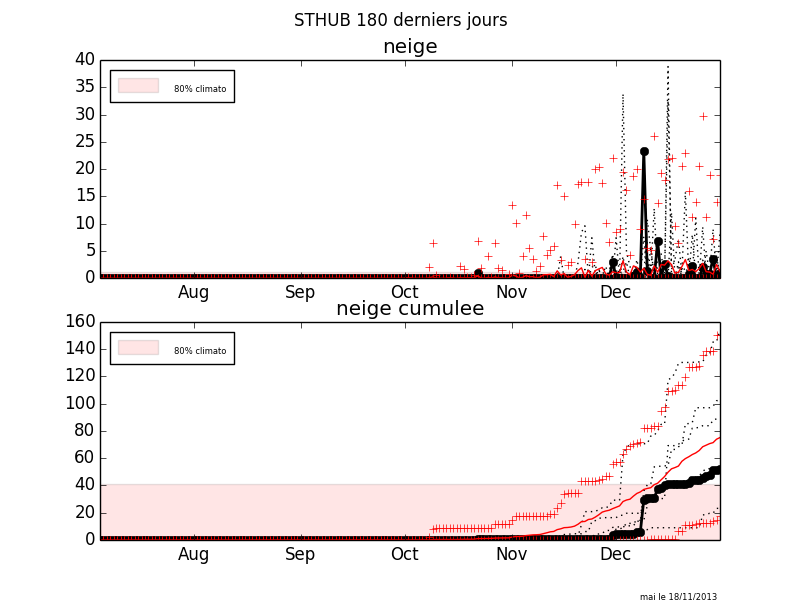 STHUB 180 derniers jours
neige
40
35
30
25
20
15
10
5
0
80% climato
Aug Sep Oct Nov Dec
neige cumulee
160
140
120
100
80
60
40
20
0
80% climato
Aug Sep Oct Nov Dec
maj le 18/11/2013